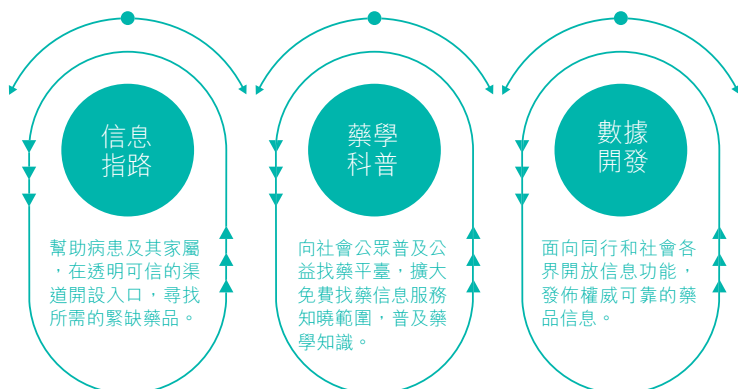 信息
指路
幫助病患及其家屬
，在透明可信的渠
道開設入口，尋找
所需的緊缺藥品。
藥學
科普
向社會公眾普及公
益找藥平臺，擴大
免費找藥信息服務
知曉範圍，普及藥
學知識。
數據
開發
面向同行和社會各
界開放信息功能，
發佈權威可靠的藥
品信息。